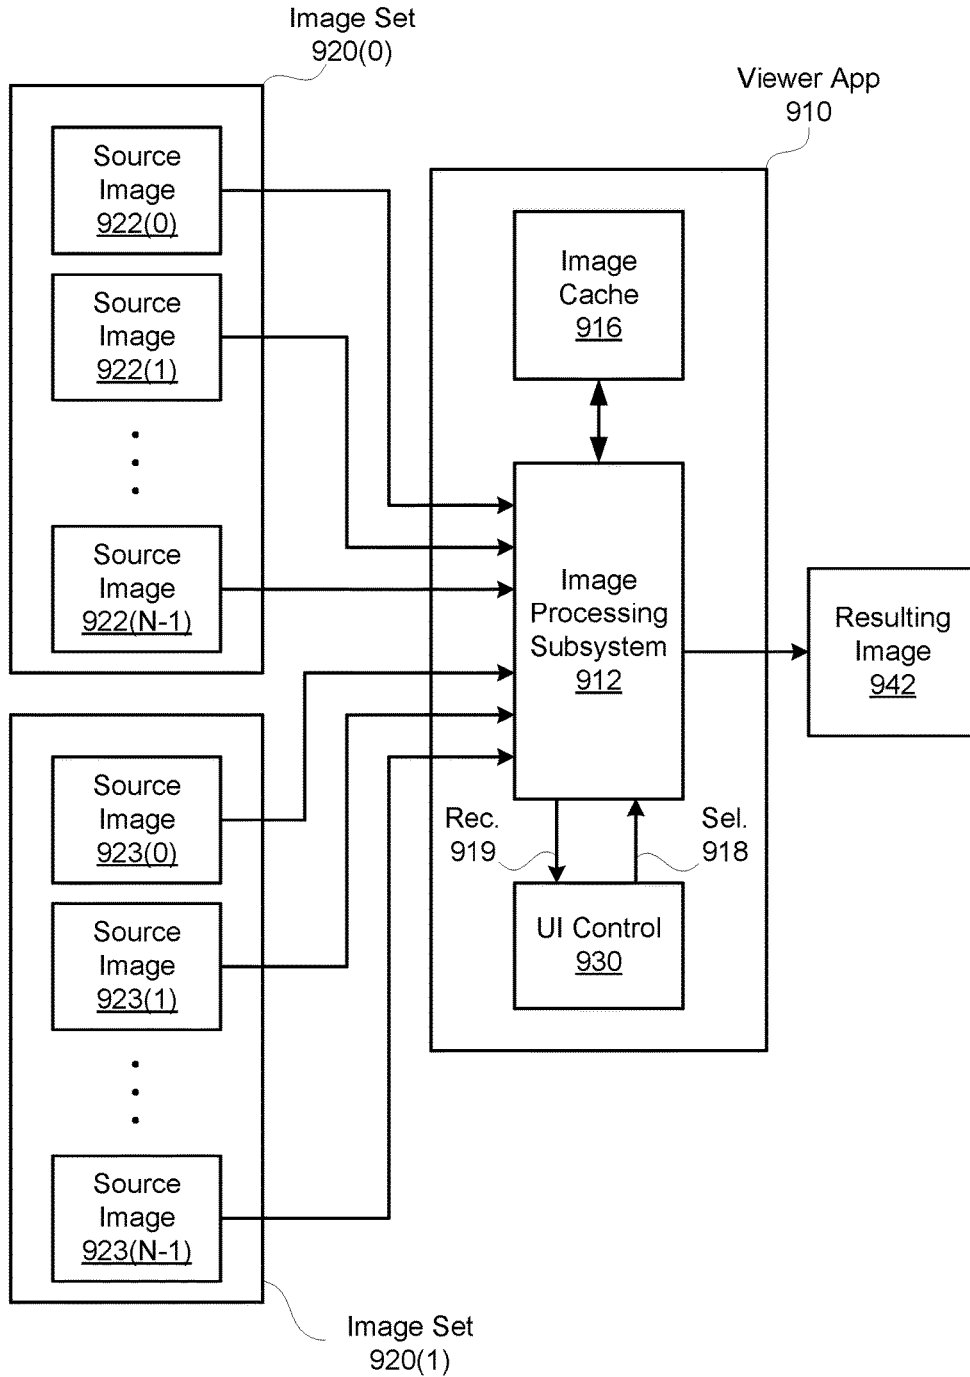 Image Set
920(0)
Viewer App
910
Source
Image
922(0)
Source
Image
922(1)
Source
Image
922(N-1)
Image
Cache
916
Image
Processing
Subsystem
912
Resulting
Image
942
Rec.
919
Sel.
918
UI Control
930
Source
Image
923(0)
Source
Image
923(1)
Source
Image
923(N-1)
Image Set
920(1)